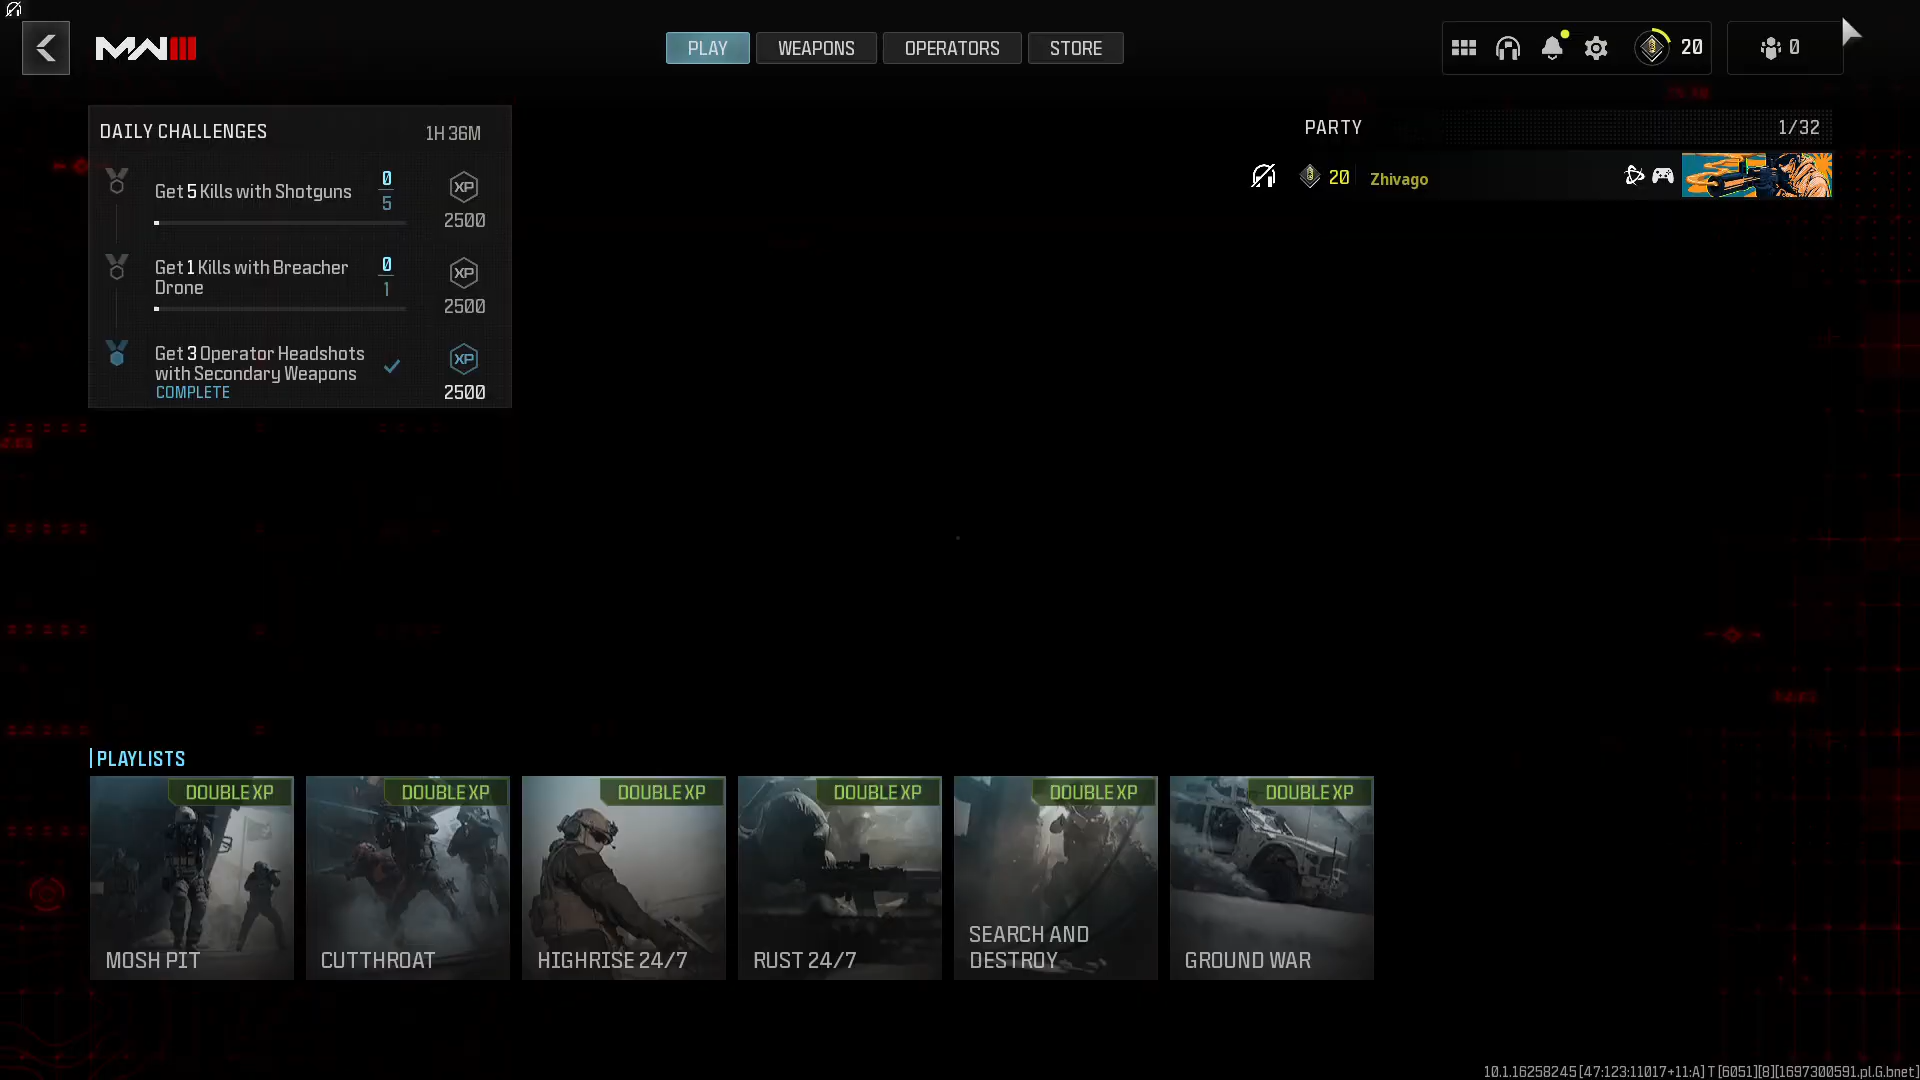 MWIII
PLAY
WEAPONS
OPERATORS
STORE
20
0
DAILY CHALLENGES
1H 36M
Get 5 Kills with Shotguns
0
5
XP
2500
Get 1 Kills with Breacher
Drone
0
1
XP
2500
Get 3 Operator Headshots
with Secondary Weapons
COMPLETE
XP
2500
PARTY
1/32
20
Zhivago
PLAYLISTS
DOUBLE XP
MOSH PIT
DOUBLE XP
CUTTHROAT
DOUBLE XP
HIGHRISE 24/7
DOUBLE XP
RUST 24/7
DOUBLE XP
SEARCH AND
DESTROY
DOUBLE XP
GROUND WAR
10.1.16258245 [47:123:11017+11:A] T [6051][8][1697300591.pl.G.bnet]